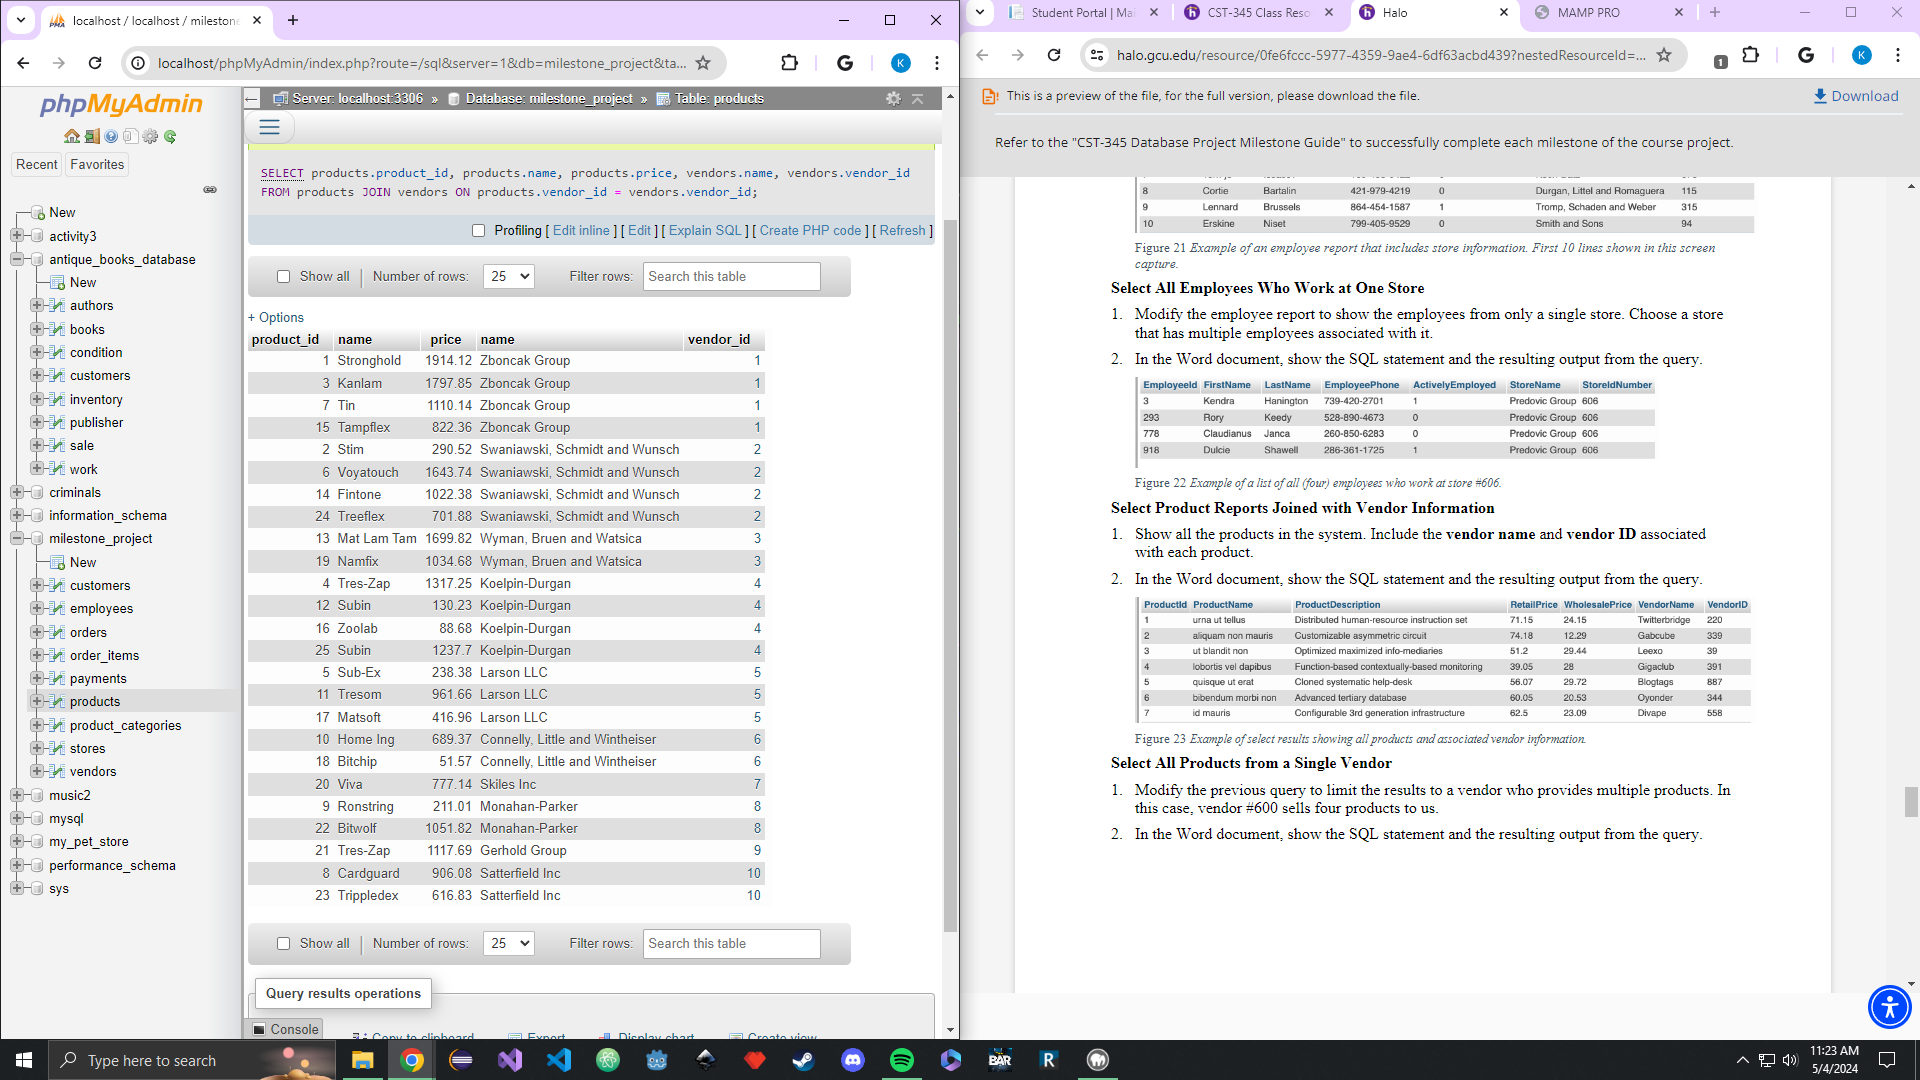 localhost / localhost / milestone
localhost/phpMyAdmin/index.php?route=/sql&server=1&db=milestone_project&ta...
K
phpMyAdmin
Recent
Favorites
New
activity3
antique_books_database
New
authors
books
condition
customers
inventory
publisher
sale
work
criminals
information_schema
milestone_project
New
customers
employees
orders
order_items
payments
products
product_categories
stores
vendors
music2
mysql
my_pet_store
performance_schema
sys
Server: localhost:3306 » Database: milestone_project » Table: products
SELECT products.product_id, products.name, products.price, vendors.name, vendors.vendor_id
FROM products JOIN vendors ON products.vendor_id = vendors.vendor_id;
Profiling [ Edit inline ] [ Edit ] [ Explain SQL ] [ Create PHP code ] [ Refresh ]
Show all Number of rows: 25 Filter rows: Search this table
+ Options
product_id name price name vendor_id
1 Stronghold 1914.12 Zboncak Group 1
3 Kanlam 1797.85 Zboncak Group 1
7 Tin 1110.14 Zboncak Group 1
15 Tampflex 822.36 Zboncak Group 1
2 Stim 290.52 Swaniawski, Schmidt and Wunsch 2
6 Voyatouch 1643.74 Swaniawski, Schmidt and Wunsch 2
14 Fintone 1022.38 Swaniawski, Schmidt and Wunsch 2
24 Treeflex 701.88 Swaniawski, Schmidt and Wunsch 2
13 Mat Lam Tam 1699.82 Wyman, Bruen and Watsica 3
19 Namfix 1034.68 Wyman, Bruen and Watsica 3
4 Tres-Zap 1317.25 Koelpin-Durgan 4
12 Subin 130.23 Koelpin-Durgan 4
16 Zoolab 88.68 Koelpin-Durgan 4
25 Subin 1237.7 Koelpin-Durgan 4
5 Sub-Ex 238.38 Larson LLC 5
11 Tresom 961.66 Larson LLC 5
17 Matsoft 416.96 Larson LLC 5
10 Home Ing 689.37 Connelly, Little and Wintheiser 6
18 Bitchip 51.57 Connelly, Little and Wintheiser 6
20 Viva 777.14 Skiles Inc 7
9 Ronstring 211.01 Monahan-Parker 8
22 Bitwolf 1051.82 Monahan-Parker 8
21 Tres-Zap 1117.69 Gerhold Group 9
8 Cardguard 906.08 Satterfield Inc 10
23 Trippledex 616.83 Satterfield Inc 10
Show all Number of rows: 25 Filter rows: Search this table
Query results operations
Console
Copy to clipboard Export Display chart Create view
Student Portal | Mai
CST-345 Class Reso
Halo
MAMP PRO
halo.gcu.edu/resource/0fe6fccc-5977-4359-9ae4-6df63acbd439?nestedResourceId=...
1
K
This is a preview of the file, for the full version, please download the file.
Download
Refer to the "CST-345 Database Project Milestone Guide" to successfully complete each milestone of the course project.
8 Cortie Bartalin 421-979-4219 0 Durgan, Littel and Romaguera 115
9 Lennard Brussels 864-454-1587 1 Tromp, Schaden and Weber 315
10 Erskine Niset 799-405-9529 0 Smith and Sons 94
Figure 21 Example of an employee report that includes store information. First 10 lines shown in this screen
capture.
Select All Employees Who Work at One Store
1. Modify the employee report to show the employees from only a single store. Choose a store
that has multiple employees associated with it.
2. In the Word document, show the SQL statement and the resulting output from the query.
EmployeeId FirstName LastName EmployeePhone ActivelyEmployed StoreName StoreIdNumber
3 Kendra Hanington 739-420-2701 1 Predovic Group 606
293 Rory Keedy 528-890-4673 0 Predovic Group 606
778 Claudianus Janca 260-850-6283 0 Predovic Group 606
918 Dulcie Shawell 286-361-1725 1 Predovic Group 606
Figure 22 Example of a list of all (four) employees who work at store #606.
Select Product Reports Joined with Vendor Information
1. Show all the products in the system. Include the vendor name and vendor ID associated
with each product.
2. In the Word document, show the SQL statement and the resulting output from the query.
ProductId ProductName ProductDescription RetailPrice WholesalePrice VendorName VendorID
1 urna ut tellus Distributed human-resource instruction set 71.15 24.15 Twitterbridge 220
2 aliquam non mauris Customizable asymmetric circuit 74.18 12.29 Gabcube 339
3 ut blandit non Optimized maximized info-mediaries 51.2 29.44 Leexo 39
4 lobortis vel dapibus Function-based contextually-based monitoring 39.05 28 Gigaclub 391
5 quisque ut erat Cloned systematic help-desk 56.07 29.72 Blogtags 887
6 bibendum morbi non Advanced tertiary database 60.05 20.53 Oyonder 344
7 id mauris Configurable 3rd generation infrastructure 62.5 23.09 Divape 558
Figure 23 Example of select results showing all products and associated vendor information.
Select All Products from a Single Vendor
1. Modify the previous query to limit the results to a vendor who provides multiple products. In
this case, vendor #600 sells four products to us.
2. In the Word document, show the SQL statement and the resulting output from the query.
Type here to search
BAR
R
11:23 AM
5/4/2024